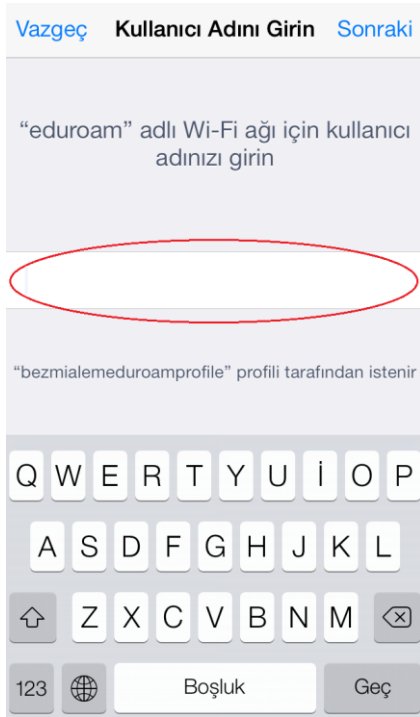 Vazgeç Kullanıcı Adını Girin Sonraki
“eduroam” adlı Wi-Fi ağı için kullanıcı
adınızı girin
“bezmialemeduroamprofile” profili tarafından istenir
Q W E R T Y U İ O P
A S D F G H J K L
Z X C V B N M
123 Boşluk Geç